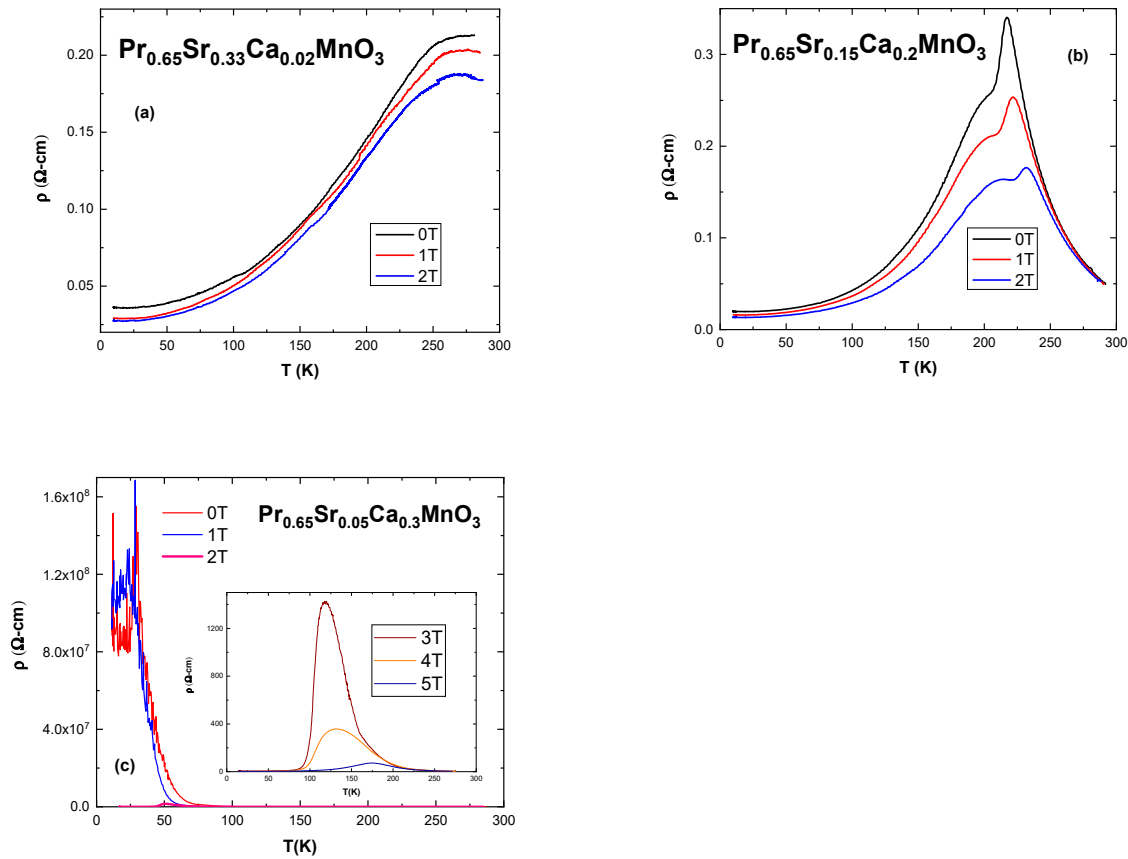 Pr0.65Sr0.33Ca0.02MnO3
(a)
0.20
0.15
0.10
0.05
ρ (Ω-cm)
0T
1T
2T
0 50 100 150 200 250 300
T (K)
Pr0.65Sr0.15Ca0.2MnO3
(b)
0.3
0.2
0.1
0.0
ρ (Ω-cm)
0T
1T
2T
0 50 100 150 200 250 300
T (K)
Pr0.65Sr0.05Ca0.3MnO3
0T
1T
2T
1.6x10^8
1.2x10^8
8.0x10^7
4.0x10^7
0.0
ρ (Ω-cm)
(c)
1400
1200
800
400
0
ρ (Ω-cm)
3T
4T
5T
0 50 100 150 200 250 300
T(K)
0 50 100 150 200 250 300
T(K)